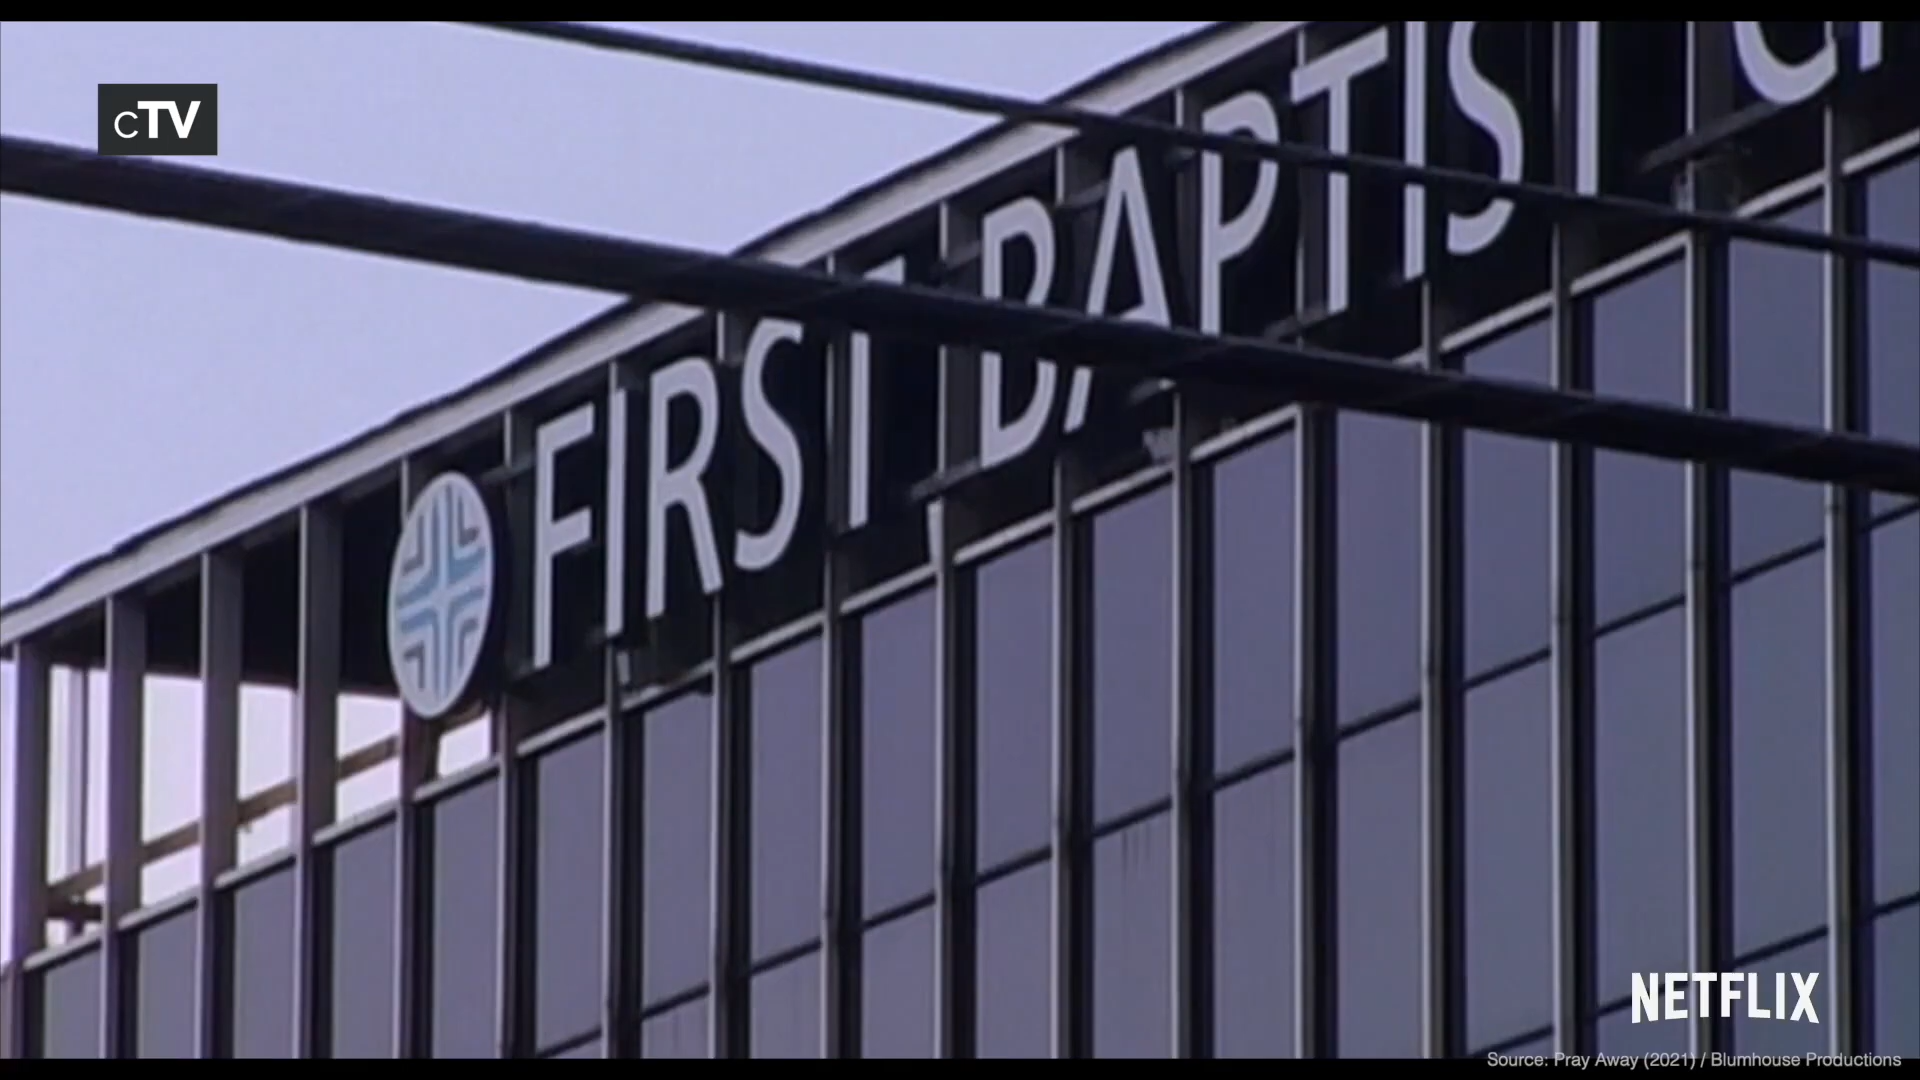 cTV
FIRST BAPTIST
NETFLIX
Source: Pray Away (2021) / Blumhouse Productions